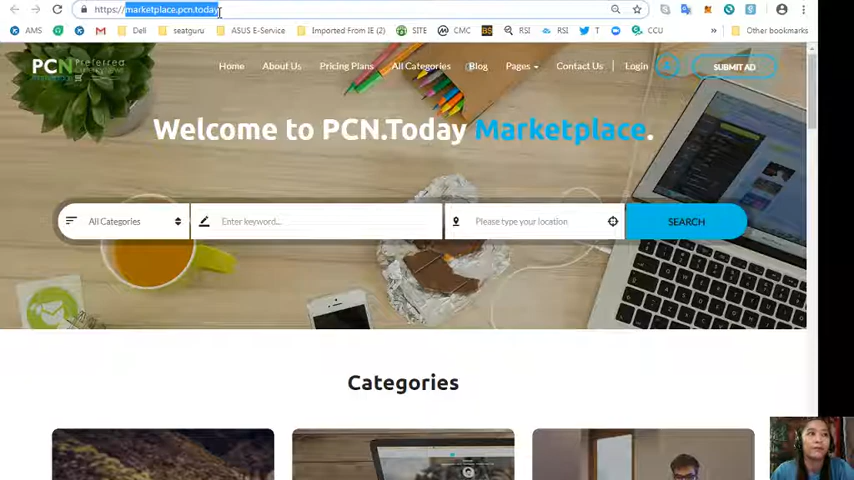 https://marketplace.pcn.today
AMS Dell seatguru ASUS E-Service Imported From IE (2) SITE CMC RSI RSI T CCU Other bookmarks
PCN Preferred
Home About Us Pricing Plans All Categories Blog Pages Contact Us Login SUBMIT AD
Welcome to PCN.Today Marketplace.
All Categories Enter keyword... Please type your location SEARCH
Categories